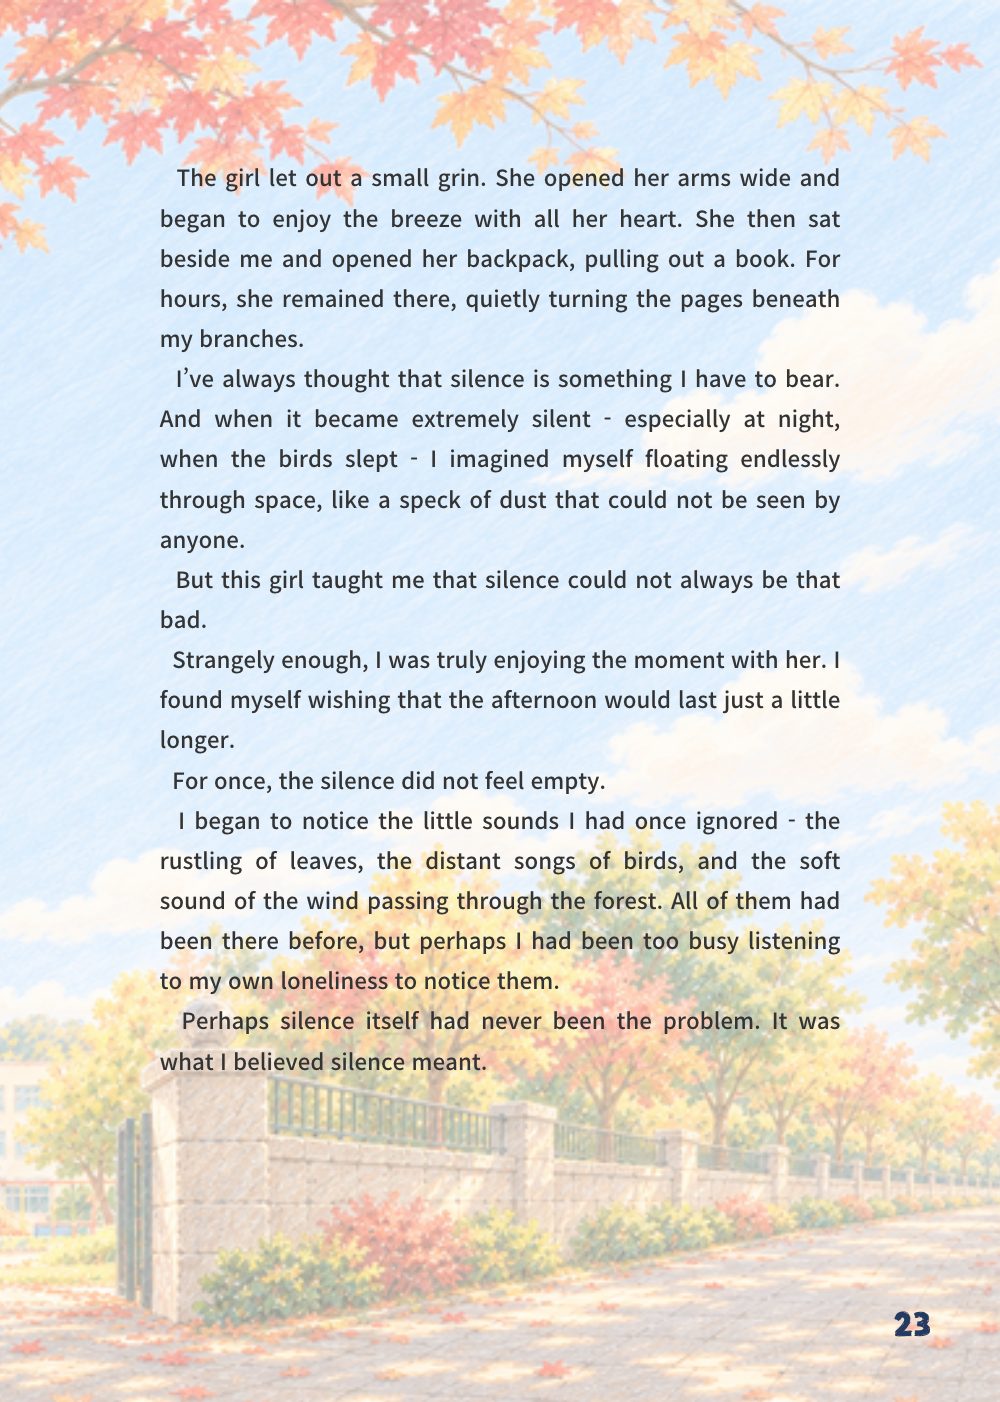 The girl let out a small grin. She opened her arms wide and
began to enjoy the breeze with all her heart. She then sat
beside me and opened her backpack, pulling out a book. For
hours, she remained there, quietly turning the pages beneath
my branches.
I’ve always thought that silence is something I have to bear.
And when it became extremely silent - especially at night,
when the birds slept - I imagined myself floating endlessly
through space, like a speck of dust that could not be seen by
anyone.
But this girl taught me that silence could not always be that
bad.
Strangely enough, I was truly enjoying the moment with her. I
found myself wishing that the afternoon would last just a little
longer.
For once, the silence did not feel empty.
I began to notice the little sounds I had once ignored - the
rustling of leaves, the distant songs of birds, and the soft
sound of the wind passing through the forest. All of them had
been there before, but perhaps I had been too busy listening
to my own loneliness to notice them.
Perhaps silence itself had never been the problem. It was
what I believed silence meant.
23